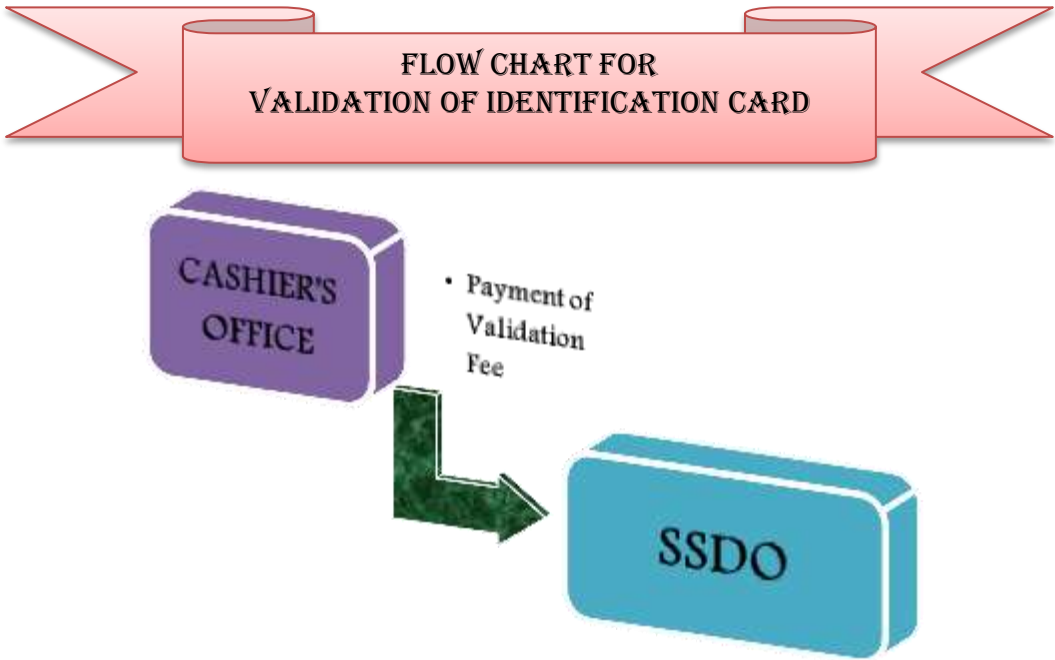 FLOW CHART FOR
VALIDATION OF IDENTIFICATION CARD
CASHIER'S
OFFICE
• Payment of
Validation
Fee
SSDO